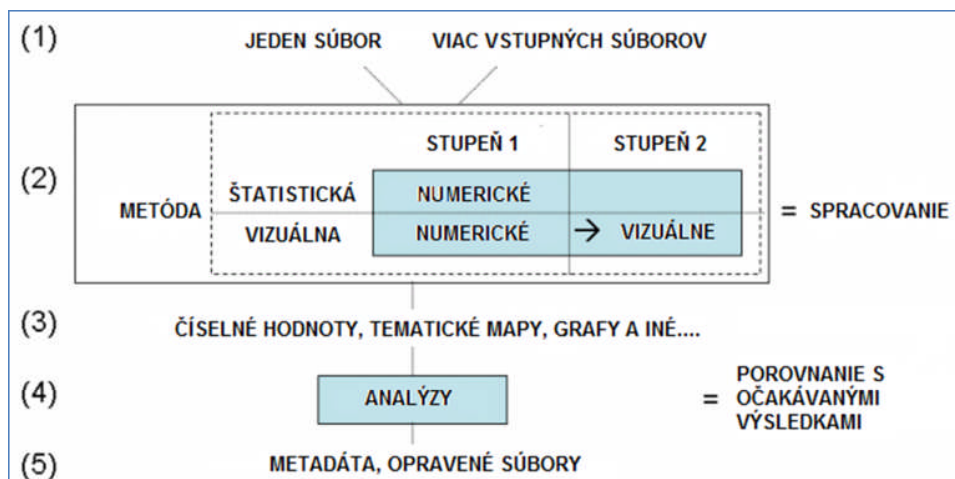 (1) JEDEN SÚBOR VIAC VSTUPNÝCH SÚBOROV
STUPEŇ 1 STUPEŇ 2
(2) METÓDA ŠTATISTICKÁ NUMERICKÉ
VIZUÁLNA NUMERICKÉ → VIZUÁLNE = SPRACOVANIE
(3) ČÍSELNÉ HODNOTY, TEMATICKÉ MAPY, GRAFY A INÉ....
(4) ANALÝZY = POROVNANIE S
OČAKÁVANÝMI
VÝSLEDKAMI
(5) METADÁTA, OPRAVENÉ SÚBORY